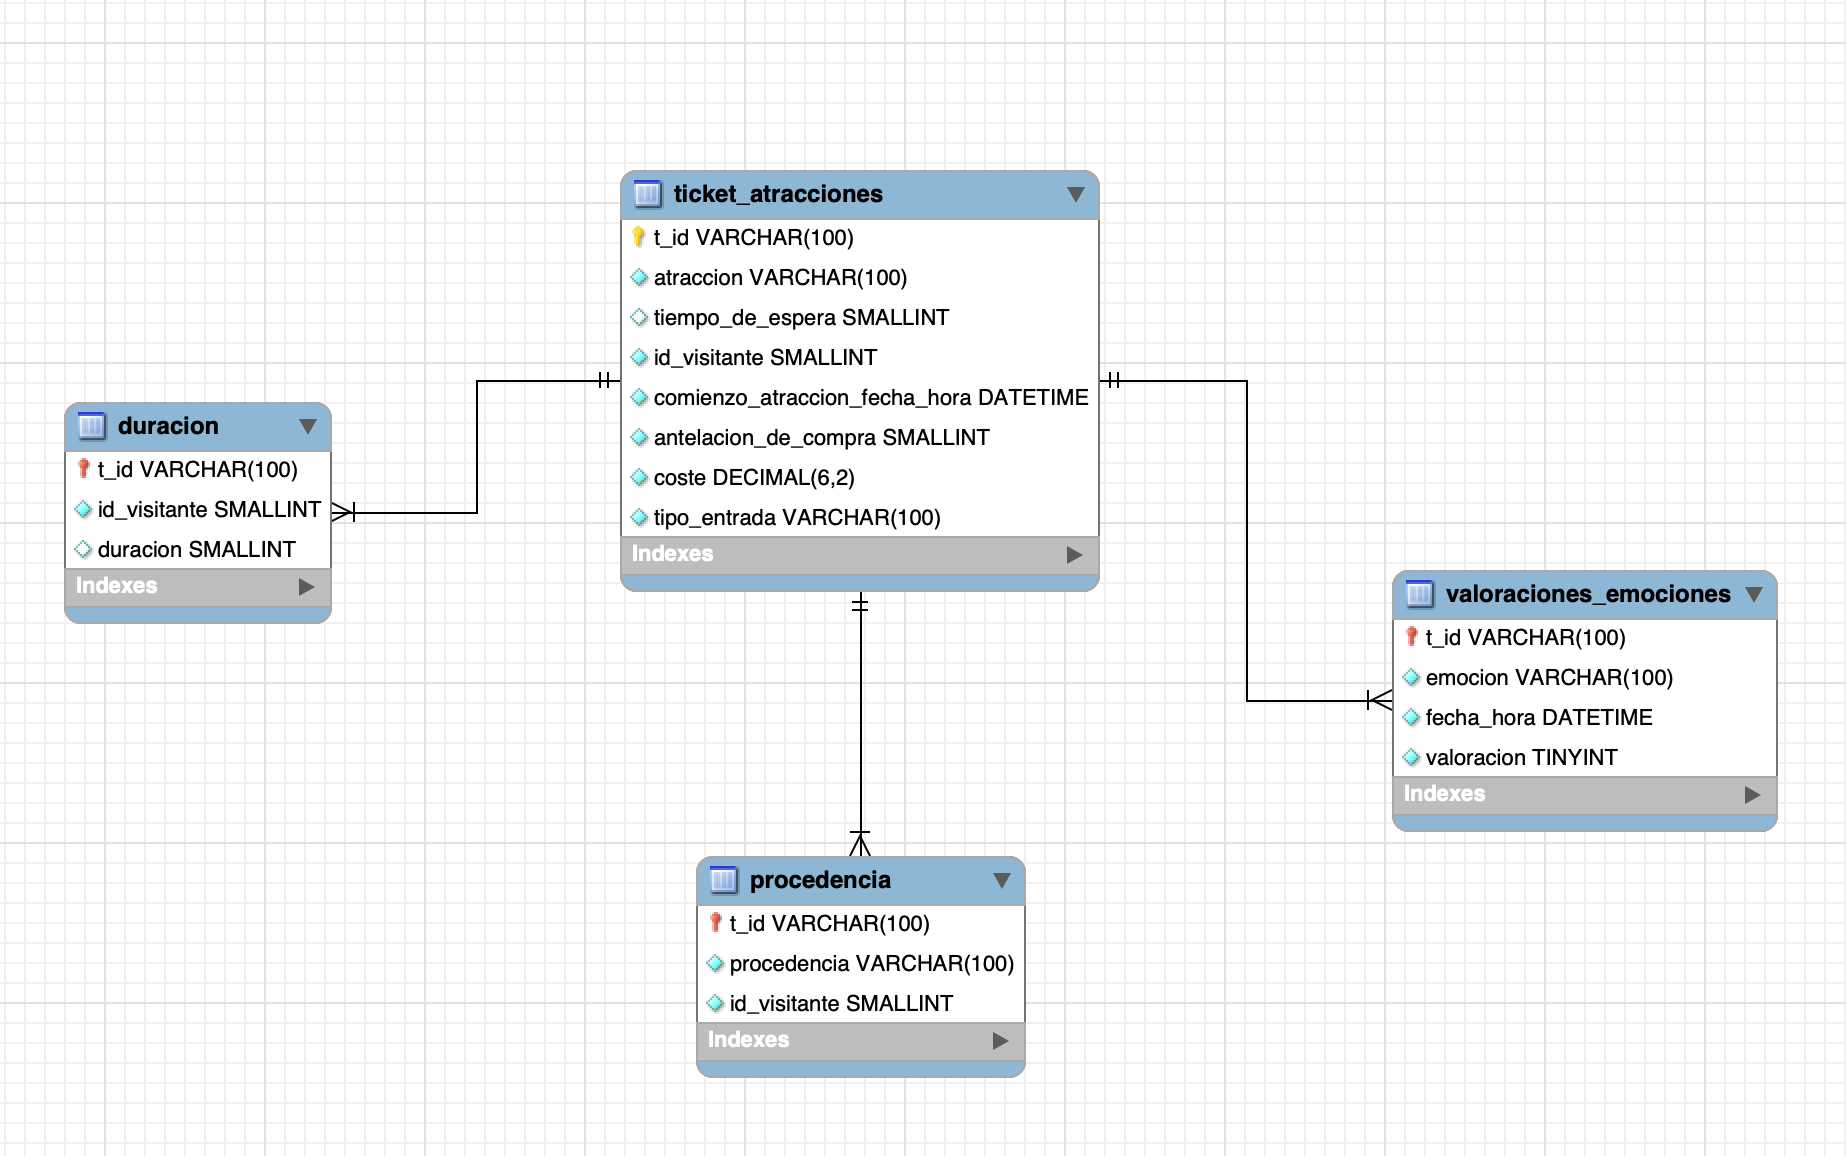 ticket_atracciones
t_id VARCHAR(100)
atraccion VARCHAR(100)
tiempo_de_espera SMALLINT
id_visitante SMALLINT
comienzo_atraccion_fecha_hora DATETIME
antelacion_de_compra SMALLINT
coste DECIMAL(6,2)
tipo_entrada VARCHAR(100)
Indexes
duracion
t_id VARCHAR(100)
id_visitante SMALLINT
duracion SMALLINT
Indexes
valoraciones_emociones
t_id VARCHAR(100)
emocion VARCHAR(100)
fecha_hora DATETIME
valoracion TINYINT
Indexes
procedencia
t_id VARCHAR(100)
procedencia VARCHAR(100)
id_visitante SMALLINT
Indexes